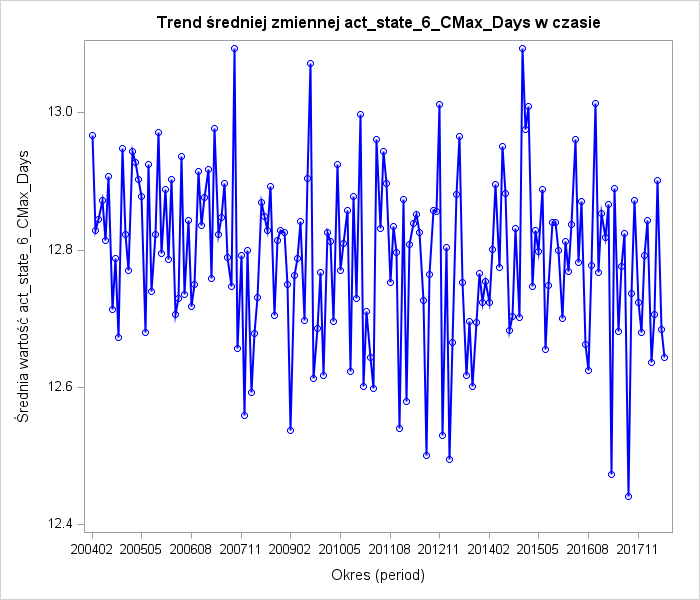 Trend średniej zmiennej act_state_6_CMax_Days w czasie
Średnia wartość act_state_6_CMax_Days
13.0
12.8
12.6
12.4
200402 200505 200608 200711 200902 201005 201108 201211 201402 201505 201608 201711
Okres (period)